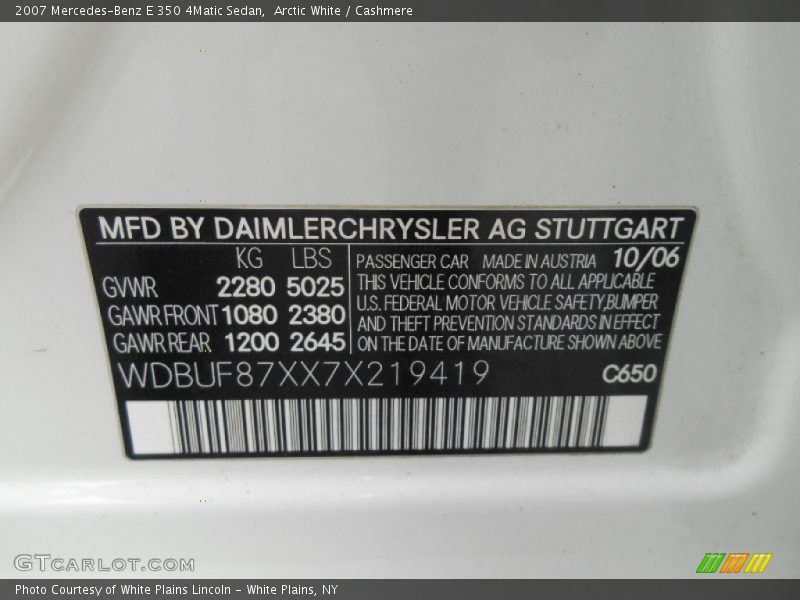 2007 Mercedes-Benz E 350 4Matic Sedan, Arctic White / Cashmere
MFD BY DAIMLERCHRYSLER AG STUTTGART
KG LBS
GVWR 2280 5025
GAWR FRONT 1080 2380
GAWR REAR 1200 2645
PASSENGER CAR MADE IN AUSTRIA 10/06
THIS VEHICLE CONFORMS TO ALL APPLICABLE
U.S. FEDERAL MOTOR VEHICLE SAFETY,BUMPER
AND THEFT PREVENTION STANDARDS IN EFFECT
ON THE DATE OF MANUFACTURE SHOWN ABOVE
WDBUF87XX7X219419 C650
GTCARLOT.COM
Photo Courtesy of White Plains Lincoln - White Plains, NY